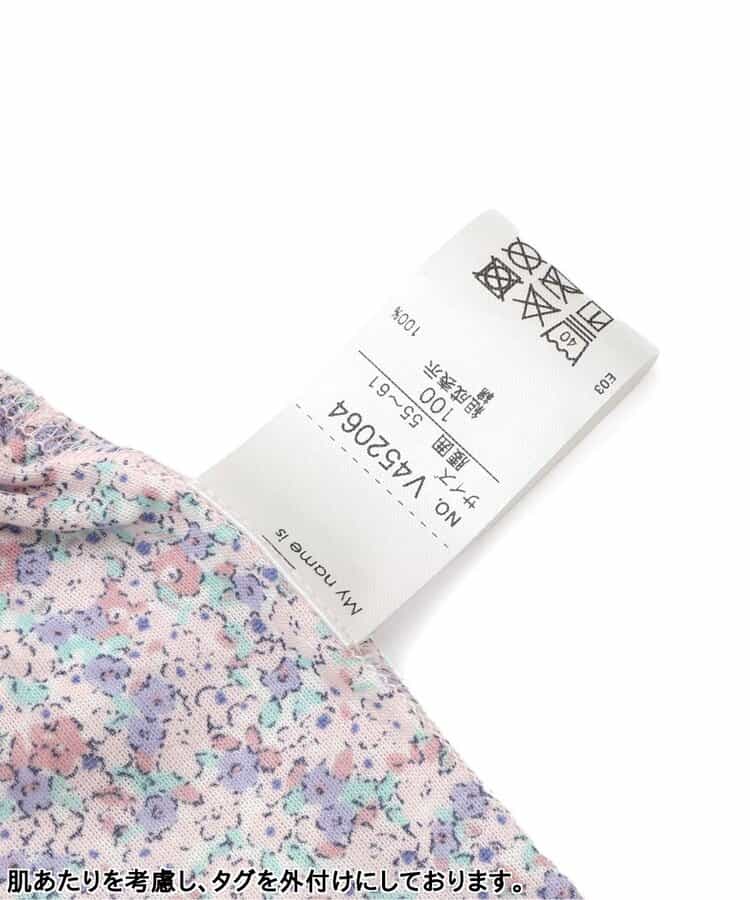 My name is
NO. V452064
サイズ 100
腰囲 55～61
組成表示
綿 100%
40
E03
肌あたりを考慮し、タグを外付けにしております。